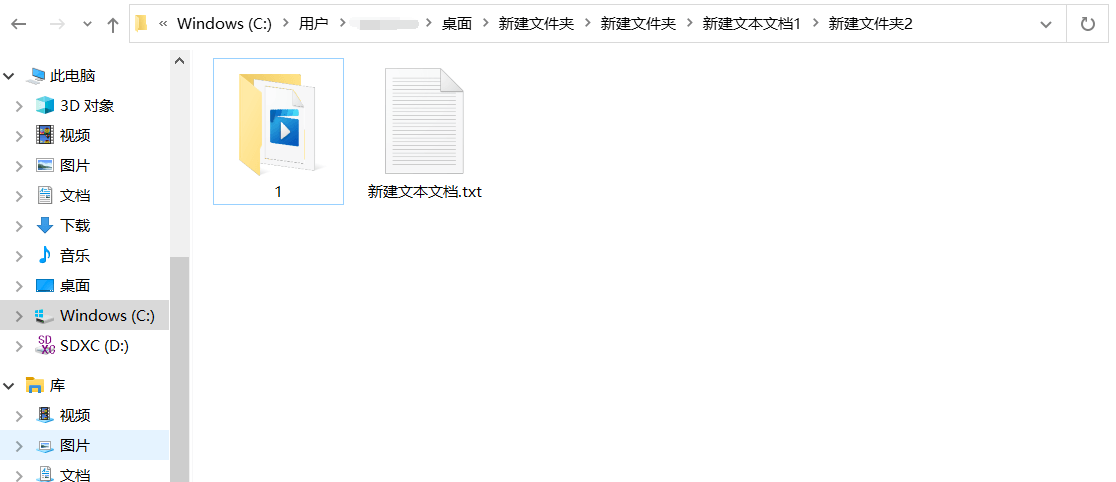 « Windows (C:) > 用户 > > 桌面 > 新建文件夹 > 新建文件夹 > 新建文本文档1 > 新建文件夹2
此电脑
3D 对象
视频
图片
文档
下载
音乐
桌面
Windows (C:)
SDXC (D:)
库
视频
图片
文档
1
新建文本文档.txt